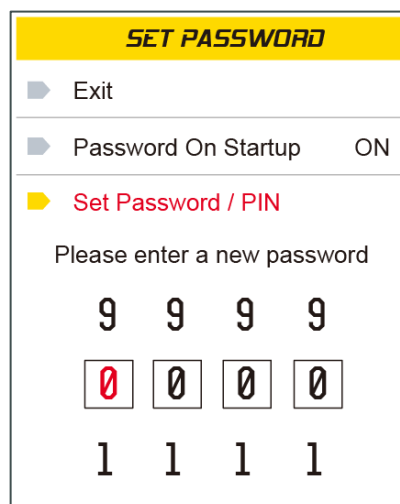 SET PASSWORD
Exit
Password On Startup ON
Set Password / PIN
Please enter a new password
9 9 9 9
0 0 0 0
1 1 1 1